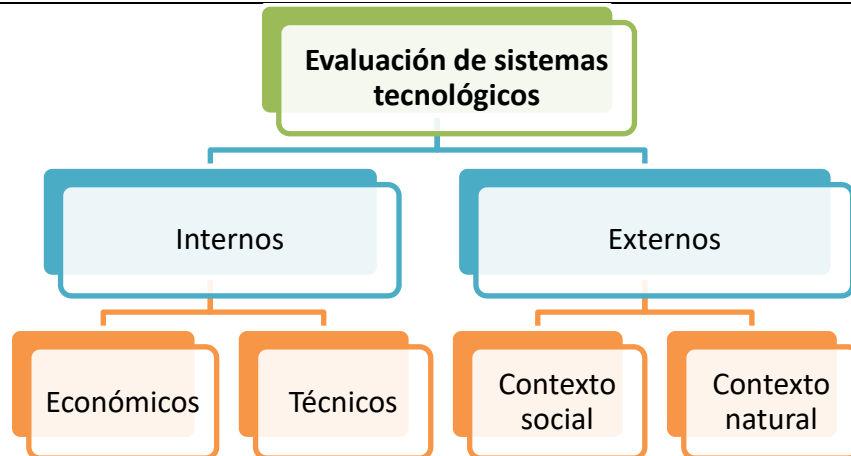 Evaluación de sistemas
tecnológicos
Internos
Externos
Económicos
Técnicos
Contexto
social
Contexto
natural